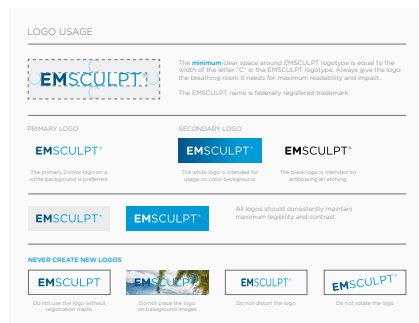 LOGO USAGE
The minimum clear space around EMSCULPT logotype is equal to the
width of the letter "C" in the EMSCULPT logotype. Always give the logo
the room it needs for maximum readability and impact.
EMSCULPT®
The EMSCULPT name is federally registered trademark.
PRIMARY LOGO
SECONDARY LOGO
EMSCULPT®
EMSCULPT®
EMSCULPT®
The primary 2-color logo on a
white background is preferred.
The white logo is intended for
usage on color background.
The black logo is intended for
embossing an etching.
EMSCULPT®
EMSCULPT®
All logos should consistently maintain
maximum legibility and contrast.
NEVER CREATE NEW LOGOS
EMSCULPT
EMSCULPT®
EMSCULPT®
EMSCULPT®
Do not use the logo without
registration marks
Do not place the logo
on background images
Do not distort the logo
Do not rotate the logo